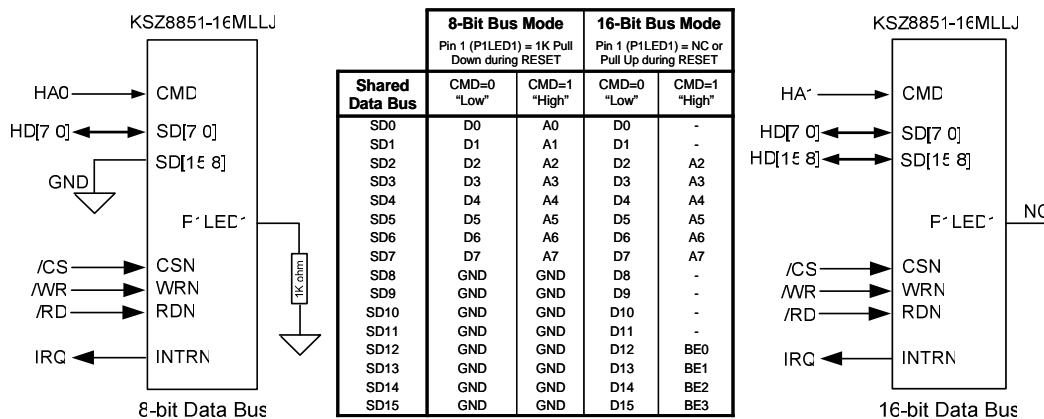 KSZ8851-16MLLJ
HA0
CMD
HD[7 0]
SD[7 0]
SD[15 8]
GND
P1LED1
1K ohm
/CS
CSN
/WR
WRN
/RD
RDN
IRQ
INTRN
8-bit Data Bus
8-Bit Bus Mode 16-Bit Bus Mode
Pin 1 (P1LED1) = 1K Pull Down during RESET
Pin 1 (P1LED1) = NC or Pull Up during RESET
Shared Data Bus
CMD=0 "Low" CMD=1 "High" CMD=0 "Low" CMD=1 "High"
SD0 D0 A0 D0 -
SD1 D1 A1 D1 -
SD2 D2 A2 D2 A2
SD3 D3 A3 D3 A3
SD4 D4 A4 D4 A4
SD5 D5 A5 D5 A5
SD6 D6 A6 D6 A6
SD7 D7 A7 D7 A7
SD8 GND GND D8 -
SD9 GND GND D9 -
SD10 GND GND D10 -
SD11 GND GND D11 -
SD12 GND GND D12 BE0
SD13 GND GND D13 BE1
SD14 GND GND D14 BE2
SD15 GND GND D15 BE3
KSZ8851-16MLLJ
HA1
CMD
HD[7 0]
SD[7 0]
HD[15 8]
SD[15 8]
P1LED1
NC
/CS
CSN
/WR
WRN
/RD
RDN
IRQ
INTRN
16-bit Data Bus